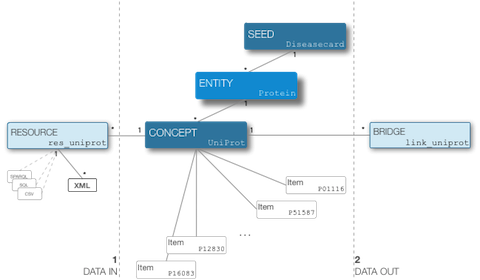 SEED
Diseasecard
1
*
ENTITY
Protein
1
*
RESOURCE
res_uniprot
*
1
CONCEPT
UniProt
1
*
BRIDGE
link_uniprot
1
*
SPARQL
SQL
CSV
XML
Item
P01116
Item
P51587
...
Item
P12830
Item
P16083
1
DATA IN
2
DATA OUT